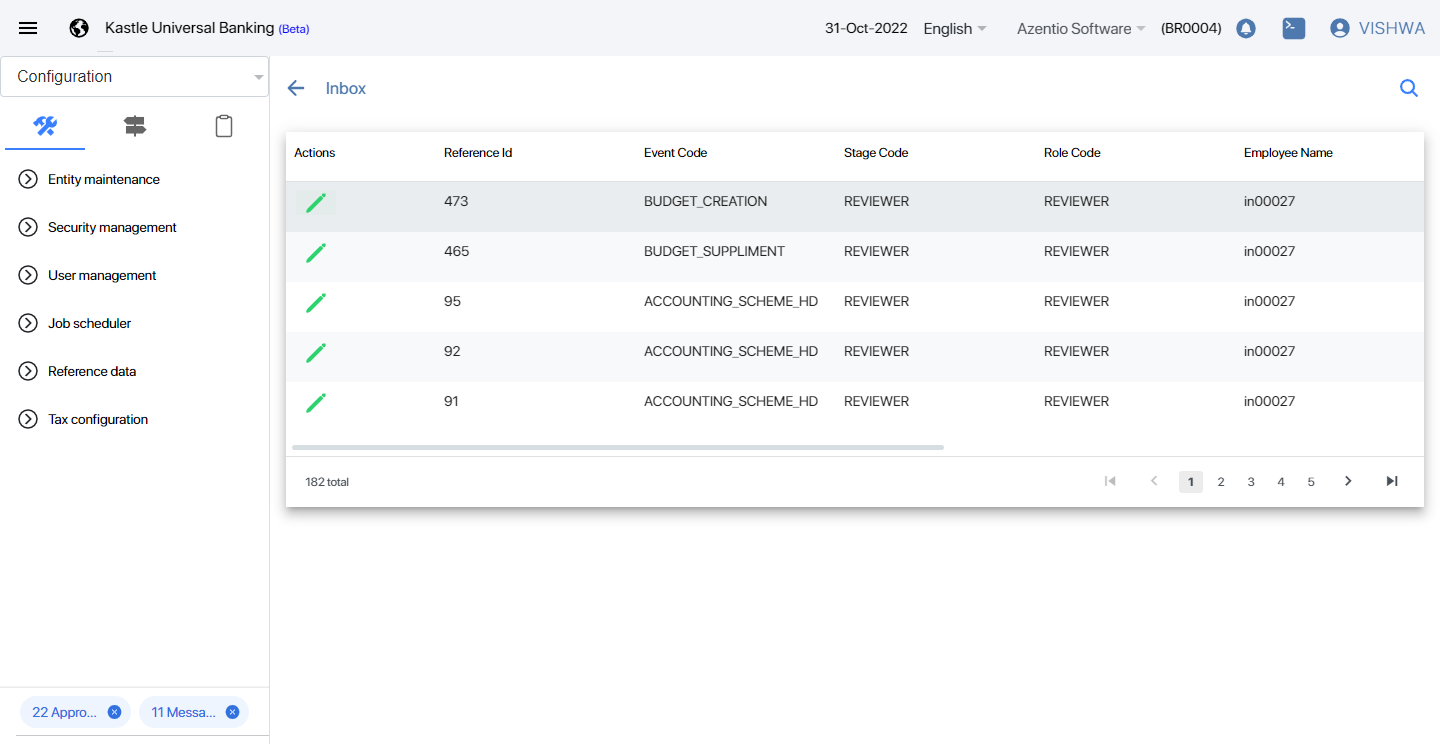 Kastle Universal Banking (Beta) 31-Oct-2022 English Azentio Software (BR0004) VISHWA
Configuration
Entity maintenance
Security management
User management
Job scheduler
Reference data
Tax configuration
22 Appro... 11 Messa...
Inbox
Actions Reference Id Event Code Stage Code Role Code Employee Name
473 BUDGET_CREATION REVIEWER REVIEWER in00027
465 BUDGET_SUPPLIMENT REVIEWER REVIEWER in00027
95 ACCOUNTING_SCHEME_HD REVIEWER REVIEWER in00027
92 ACCOUNTING_SCHEME_HD REVIEWER REVIEWER in00027
91 ACCOUNTING_SCHEME_HD REVIEWER REVIEWER in00027
182 total 1 2 3 4 5